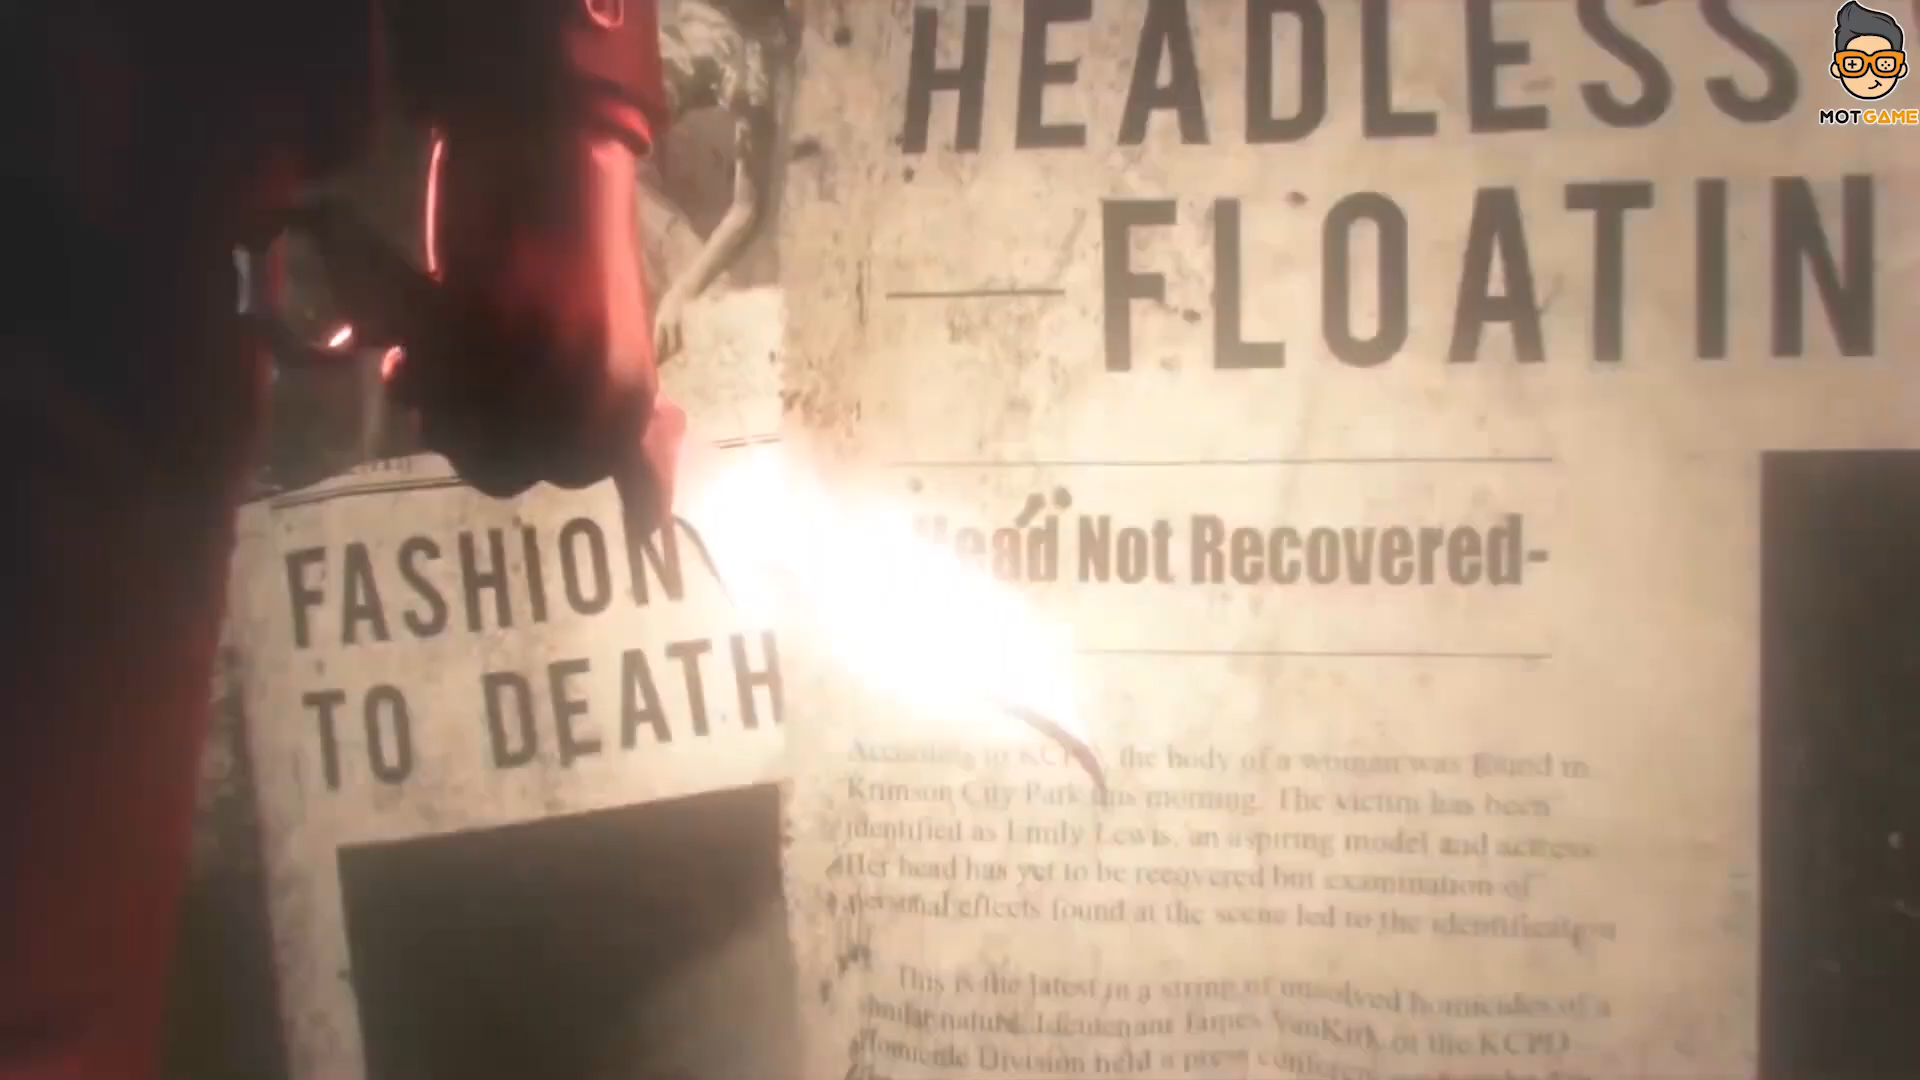 HEADLESS
FLOATIN
MOTGAME
FASHION
TO DEATH
Head Not Recovered-
According to KCPD, the body of a woman was found in
Krimson City Park this morning. The victim has been
identified as Emily Lewis, an aspiring model and actress.
Her head has yet to be recovered but examination of
personal effects found at the scene led to the identification
This is the latest in a string of unsolved homicides of a
similar nature. Lieutenant James VanKirk of the KCPD
Homicide Division held a press